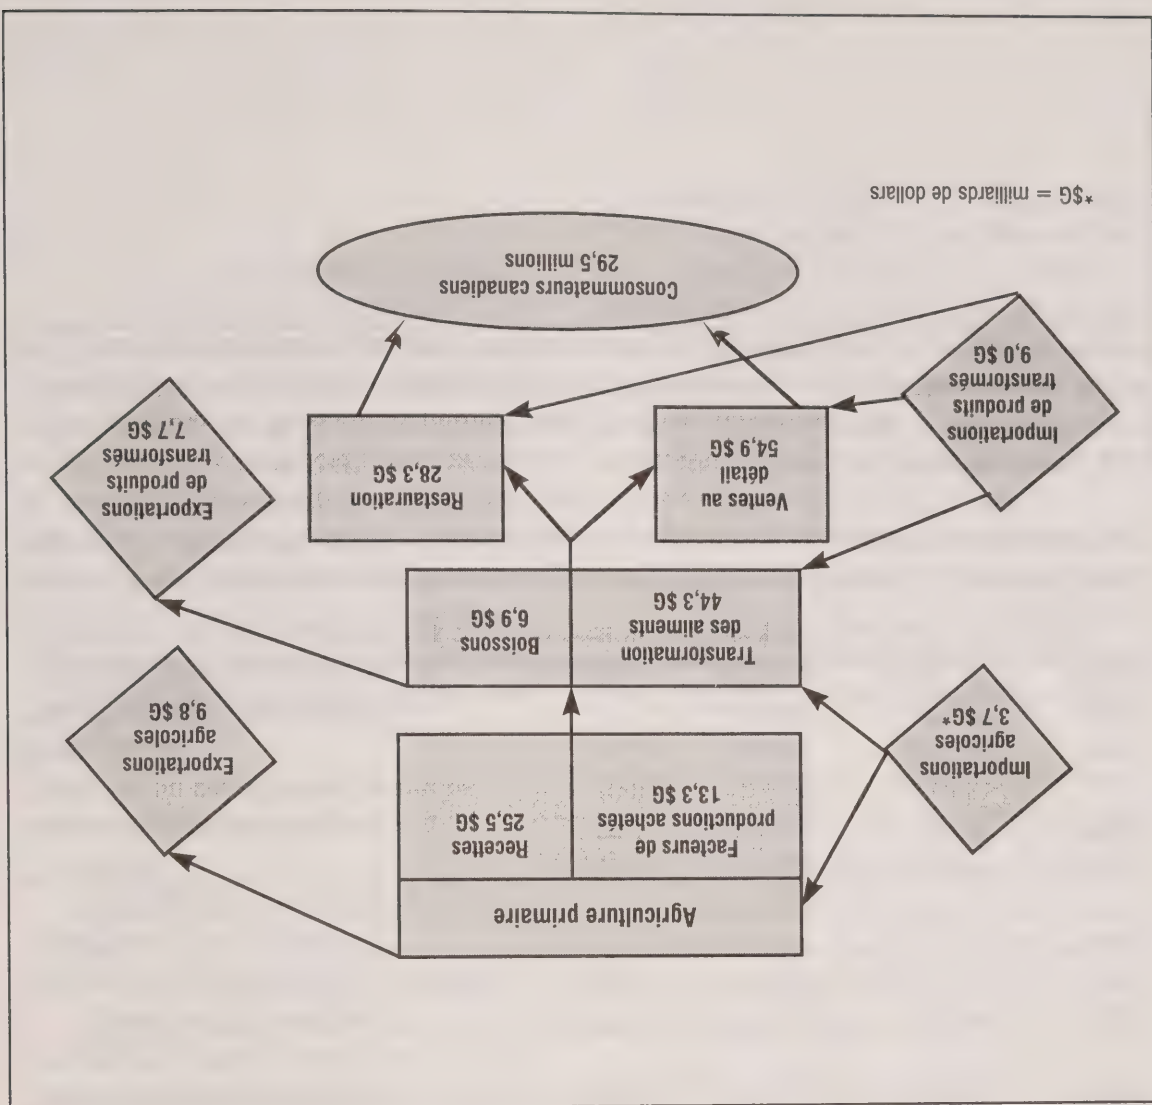 Agriculture primaire
Facteurs de
productions achetés
13,3 $G
Recettes
25,5 $G
Importations
agricoles
3,7 $G*
Exportations
agricoles
9,8 $G
Transformation
des aliments
44,3 $G
Boissons
6,9 $G
Importations
de produits
transformés
9,0 $G
Ventes au
détail
54,9 $G
Restauration
28,3 $G
Exportations
de produits
transformés
7,7 $G
Consommateurs canadiens
29,5 millions
*$G = milliards de dollars